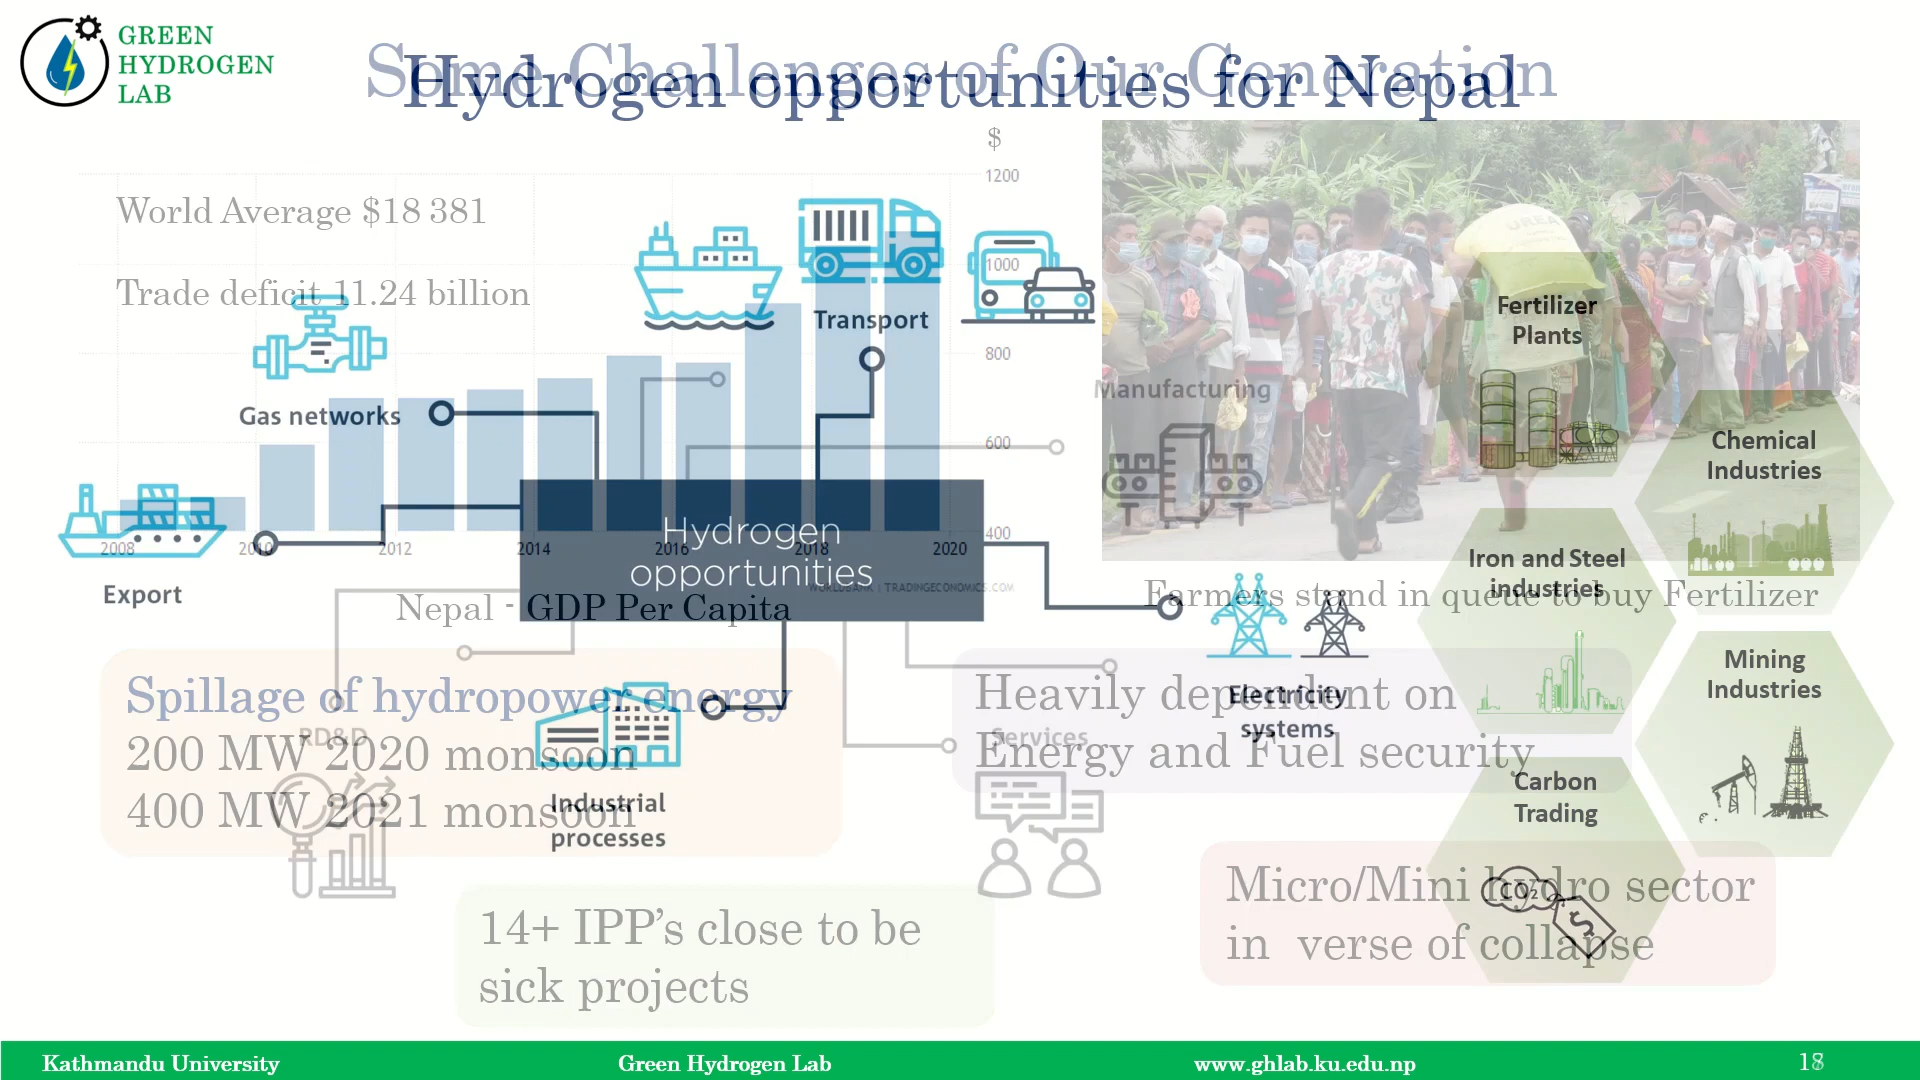 GREEN
HYDROGEN
LAB
Some Challenges of Our Generation
Hydrogen opportunities for Nepal
$
1200
1000
800
600
400
World Average $18 381
Trade deficit 11.24 billion
Transport
Gas networks
Manufacturing
Fertilizer
Plants
Chemical
Industries
Iron and Steel
industries
Mining
Industries
Carbon
Trading
CO2
$
UREA
2008 2010 2012 2014 2016 2018 2020
Hydrogen
opportunities
WORLDBANK | TRADINGECONOMICS.COM
Export
Nepal - GDP Per Capita
Farmers stand in queue to buy Fertilizer
Spillage of hydropower energy
200 MW 2020 monsoon
400 MW 2021 monsoon
RD&D
Industrial
processes
Heavily dependent on
Energy and Fuel security
Electricity
systems
Services
14+ IPP’s close to be
sick projects
Micro/Mini hydro sector
in verse of collapse
Kathmandu University Green Hydrogen Lab www.ghlab.ku.edu.np